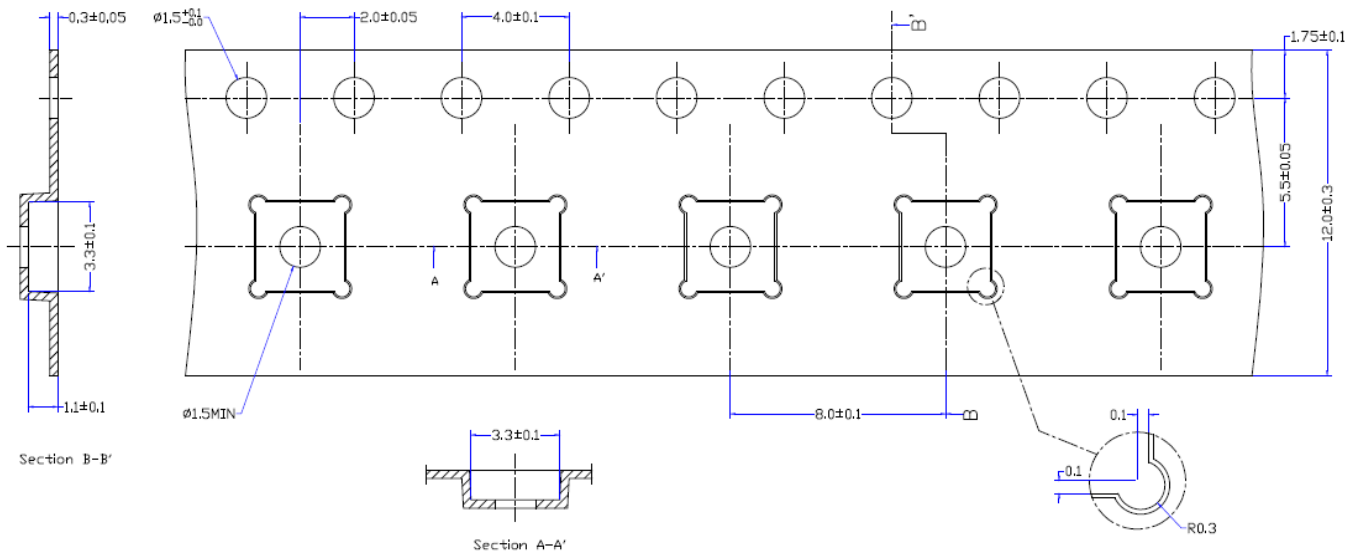 0.3±0.05
Ø1.5+0.1
-0.0
2.0±0.05
4.0±0.1
B'
1.75±0.1
5.5±0.05
12.0±0.3
3.3±0.1
A
A'
1.1±0.1
Ø1.5MIN
8.0±0.1
B
0.1
3.3±0.1
Section B-B'
0.1
R0.3
Section A-A'